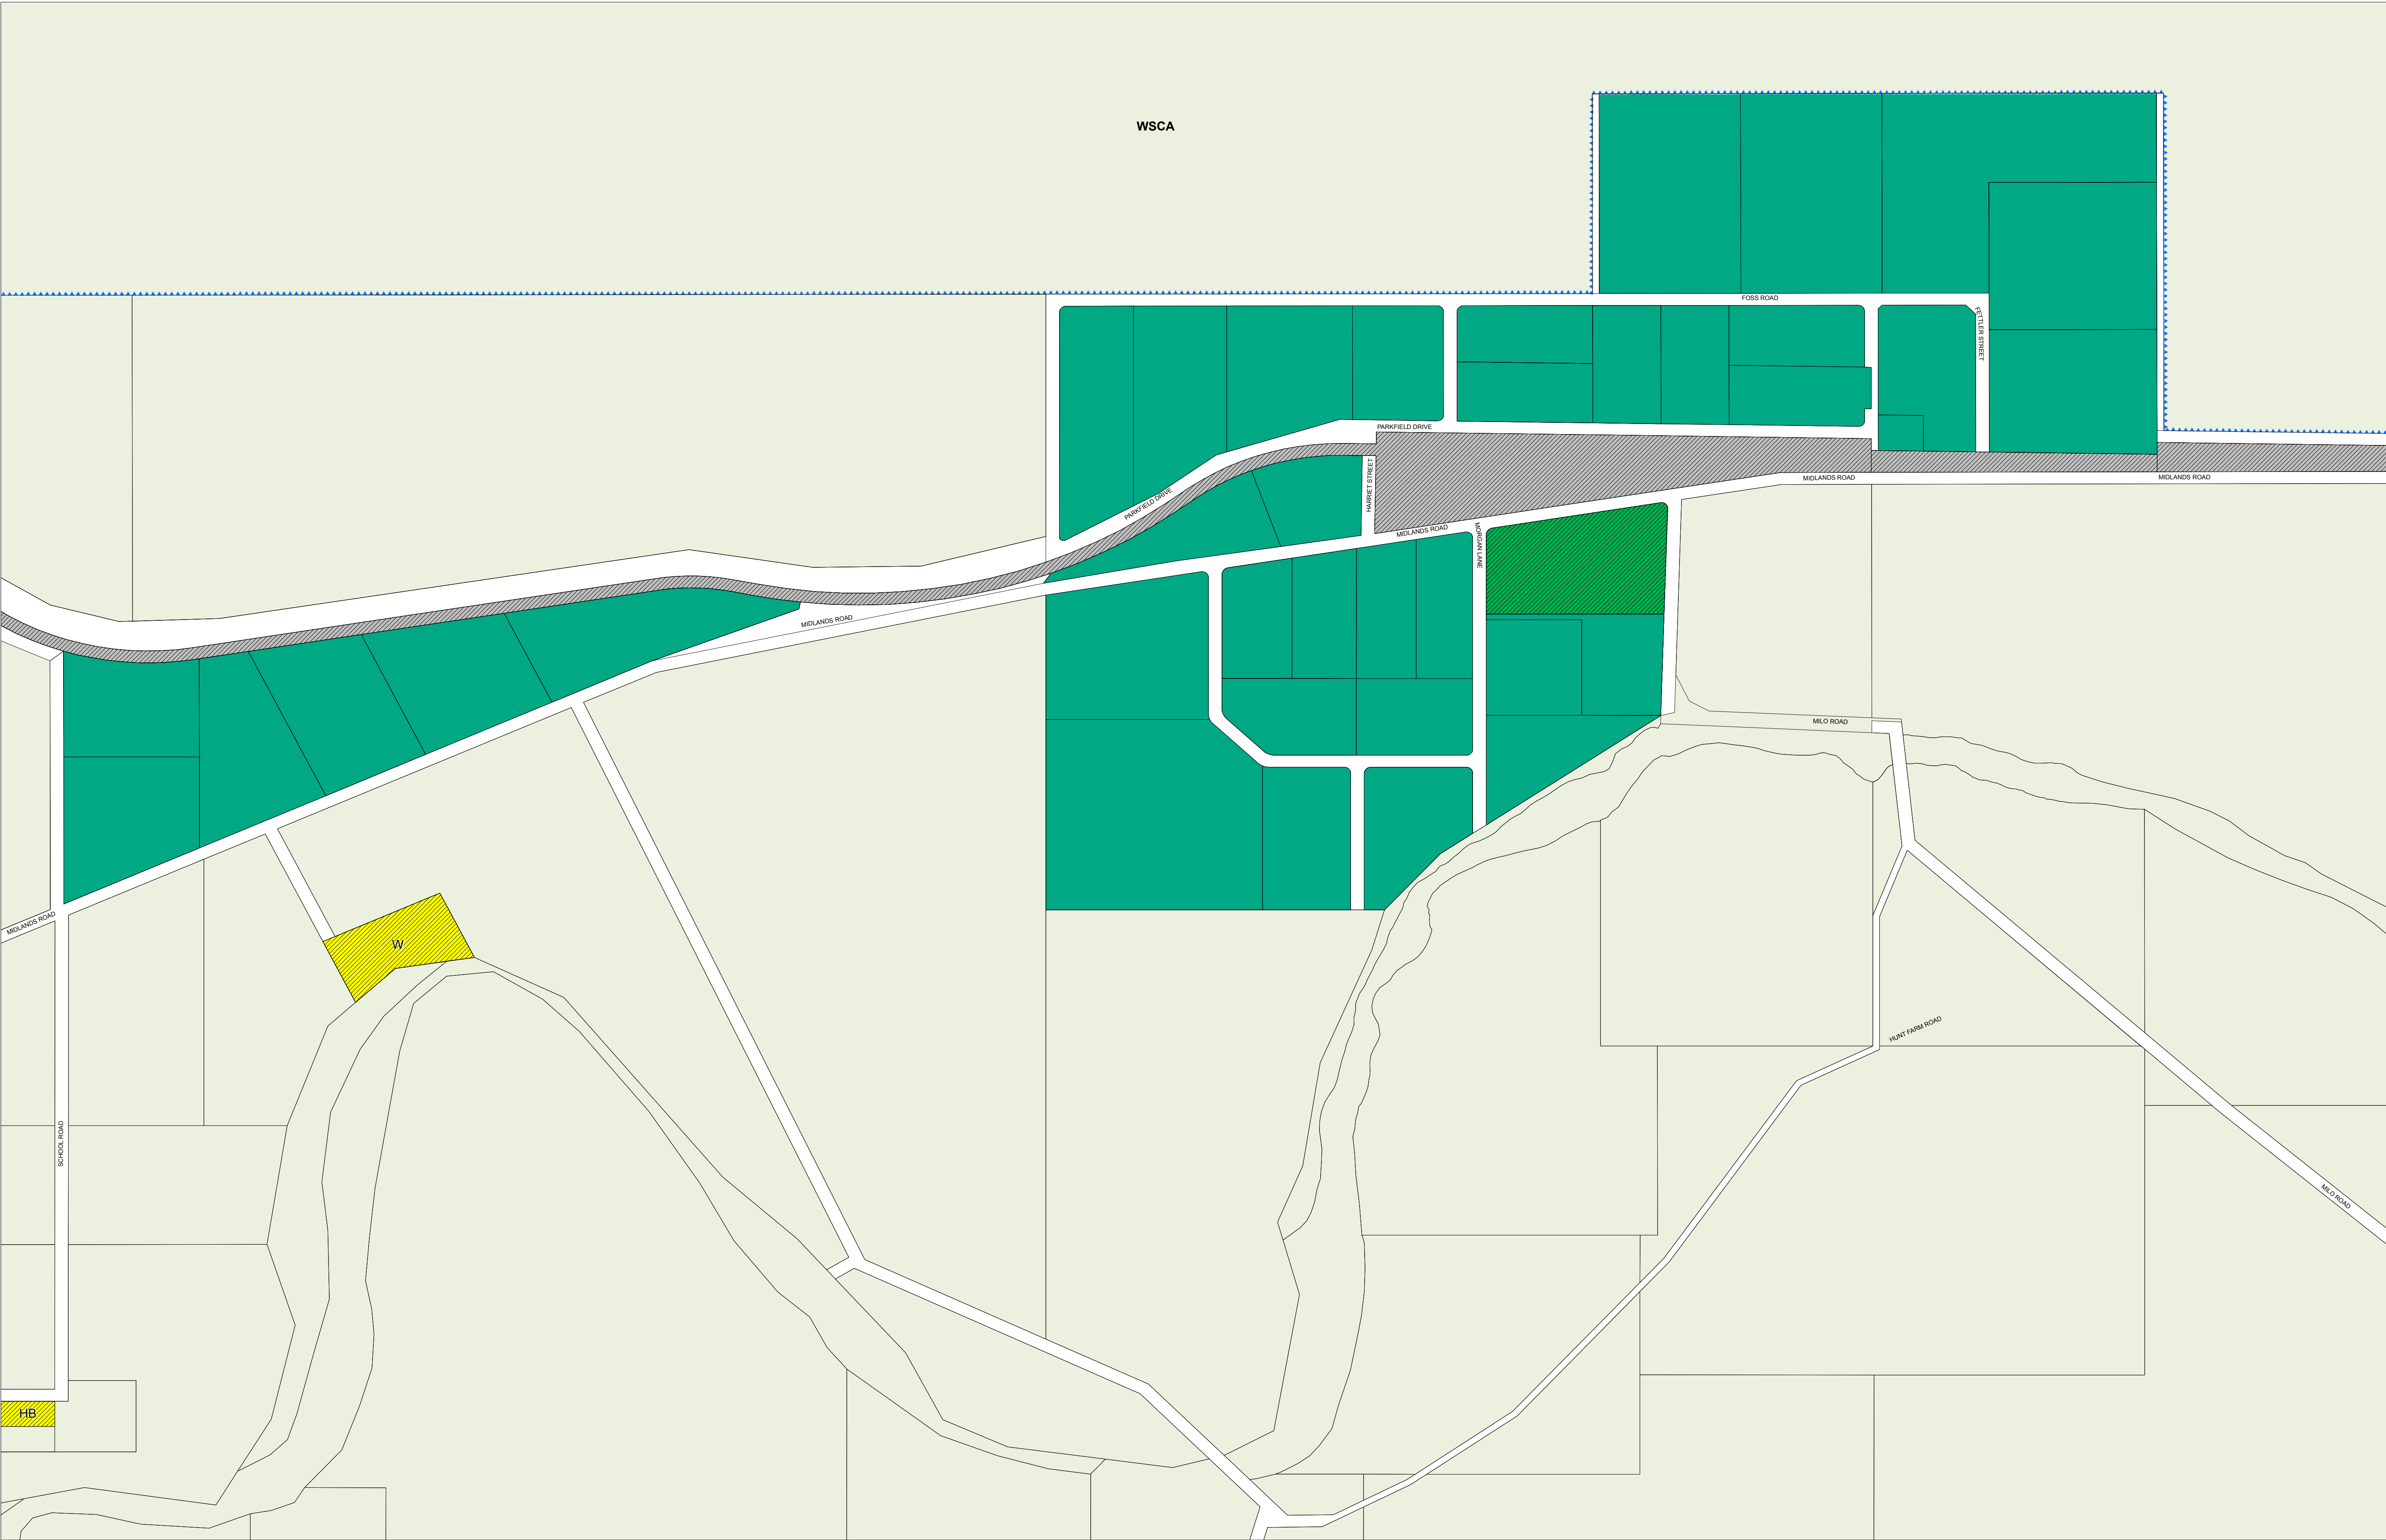 WSCA
FOSS ROAD
FETTLER STREET
PARKFIELD DRIVE
HARRIET STREET
MIDLANDS ROAD
MIDLANDS ROAD
PARKFIELD DRIVE
MIDLANDS ROAD
MORGAN LANE
MIDLANDS ROAD
MILO ROAD
MIDLANDS ROAD
W
HUNT FARM ROAD
SCHOOL ROAD
MILO ROAD
HB